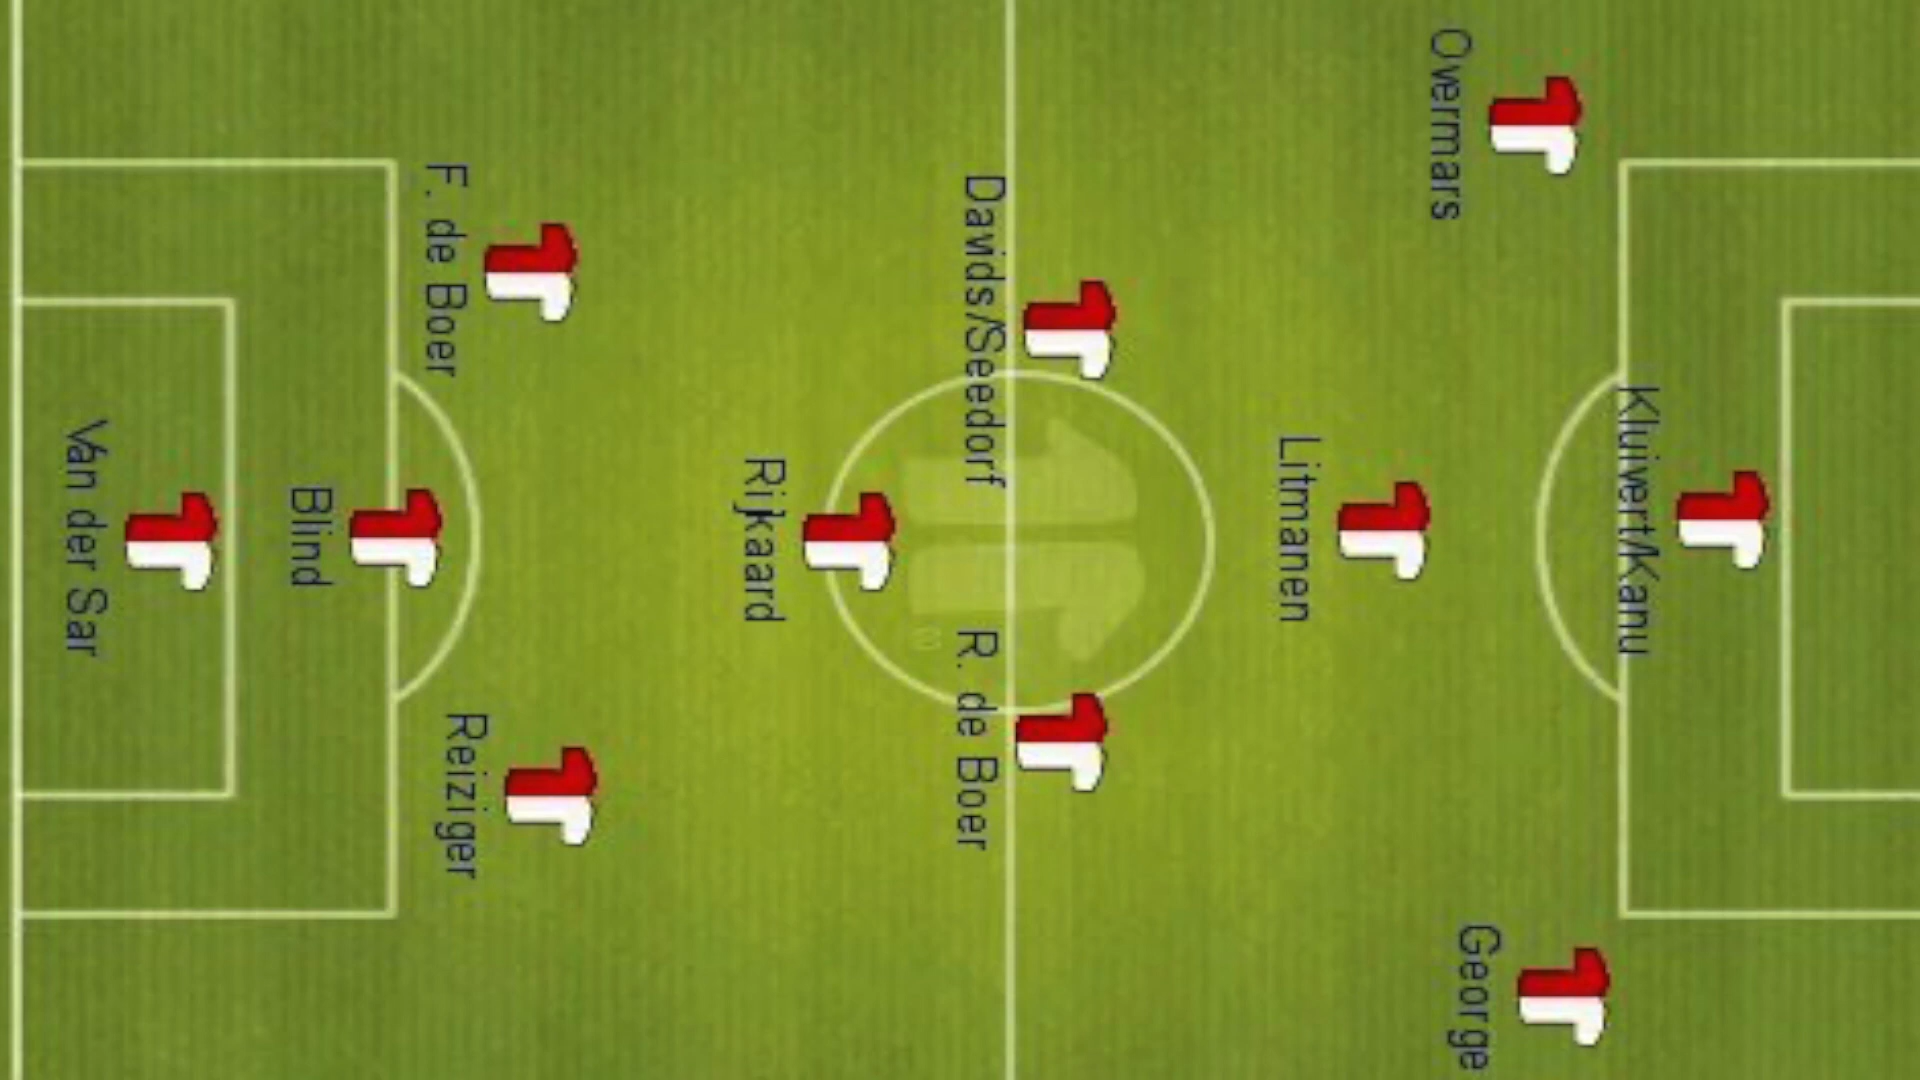 Overmars
Kluivert/Kanu
George
Litmanen
Davids/Seedorf
R. de Boer
Rijkaard
F. de Boer
Reiziger
Blind
Van der Sar